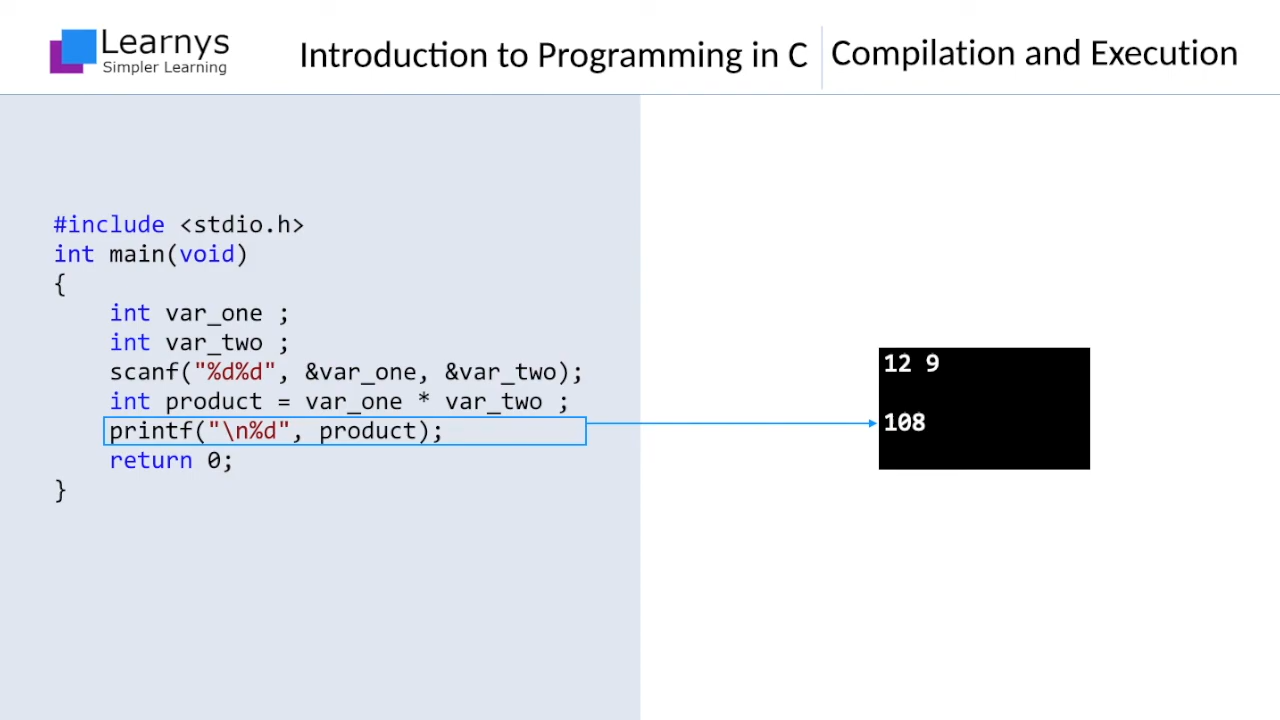 Learnys
Simpler Learning
Introduction to Programming in C
Compilation and Execution
#include <stdio.h>
int main(void)
{
    int var_one ;
    int var_two ;
    scanf("%d%d", &var_one, &var_two);
    int product = var_one * var_two ;
    printf("\n%d", product);
    return 0;
}
12 9
108